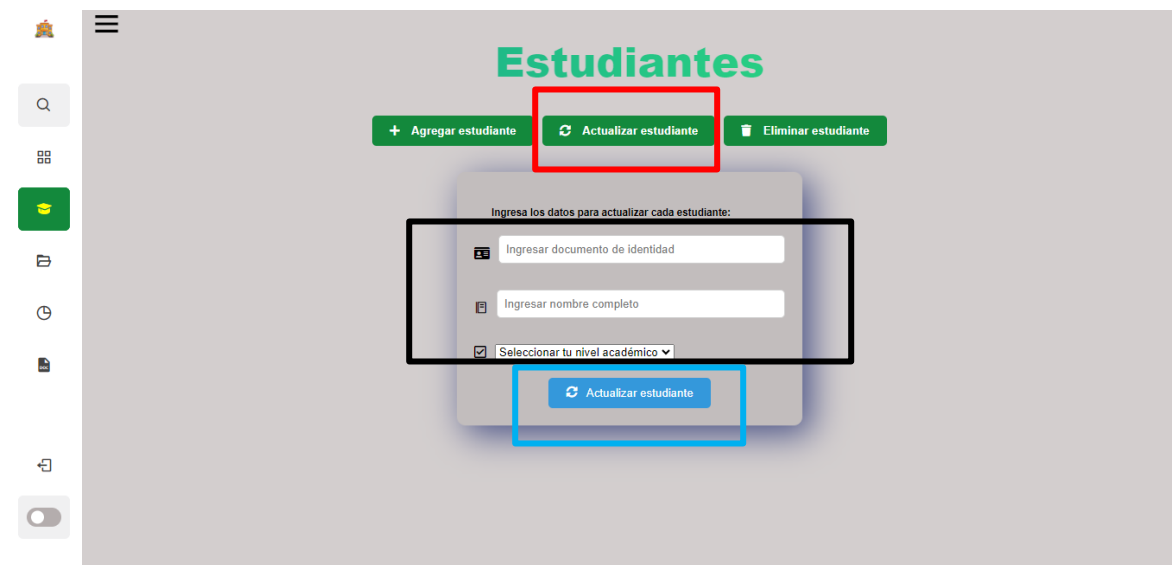 Estudiantes
Agregar estudiante
Actualizar estudiante
Eliminar estudiante
Ingresa los datos para actualizar cada estudiante:
Ingresar documento de identidad
Ingresar nombre completo
Seleccionar tu nivel académico
Actualizar estudiante